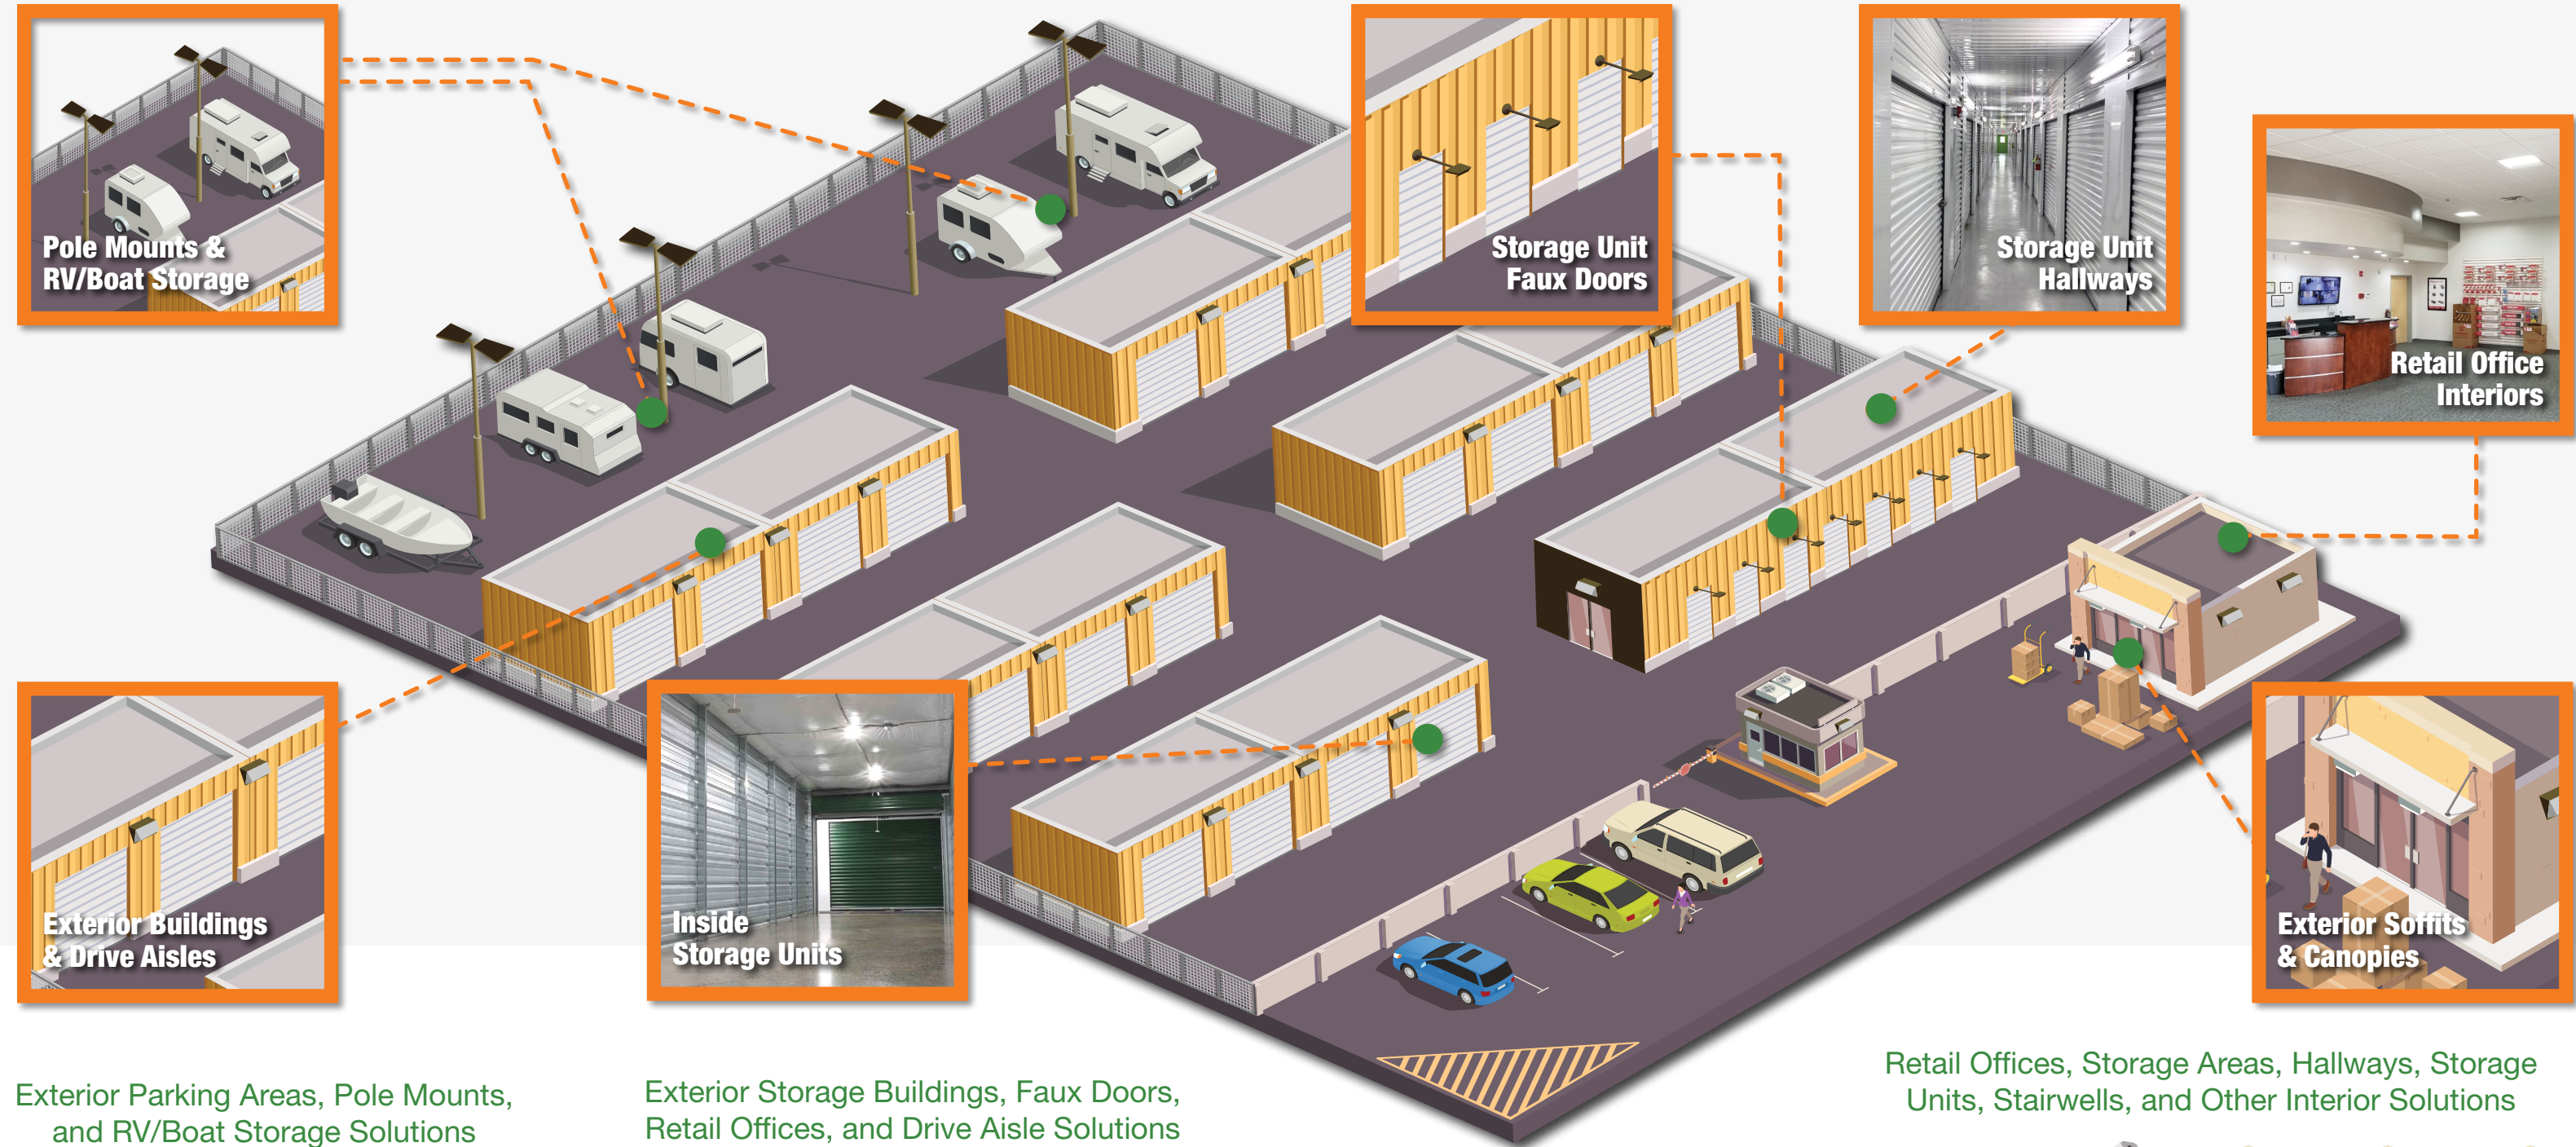 Pole Mounts &
RV/Boat Storage
Storage Unit
Faux Doors
Storage Unit
Hallways
Retail Office
Interiors
Exterior Buildings
& Drive Aisles
Inside
Storage Units
Exterior Soffits
& Canopies
Exterior Parking Areas, Pole Mounts,
and RV/Boat Storage Solutions
Exterior Storage Buildings, Faux Doors,
Retail Offices, and Drive Aisle Solutions
Retail Offices, Storage Areas, Hallways, Storage
Units, Stairwells, and Other Interior Solutions